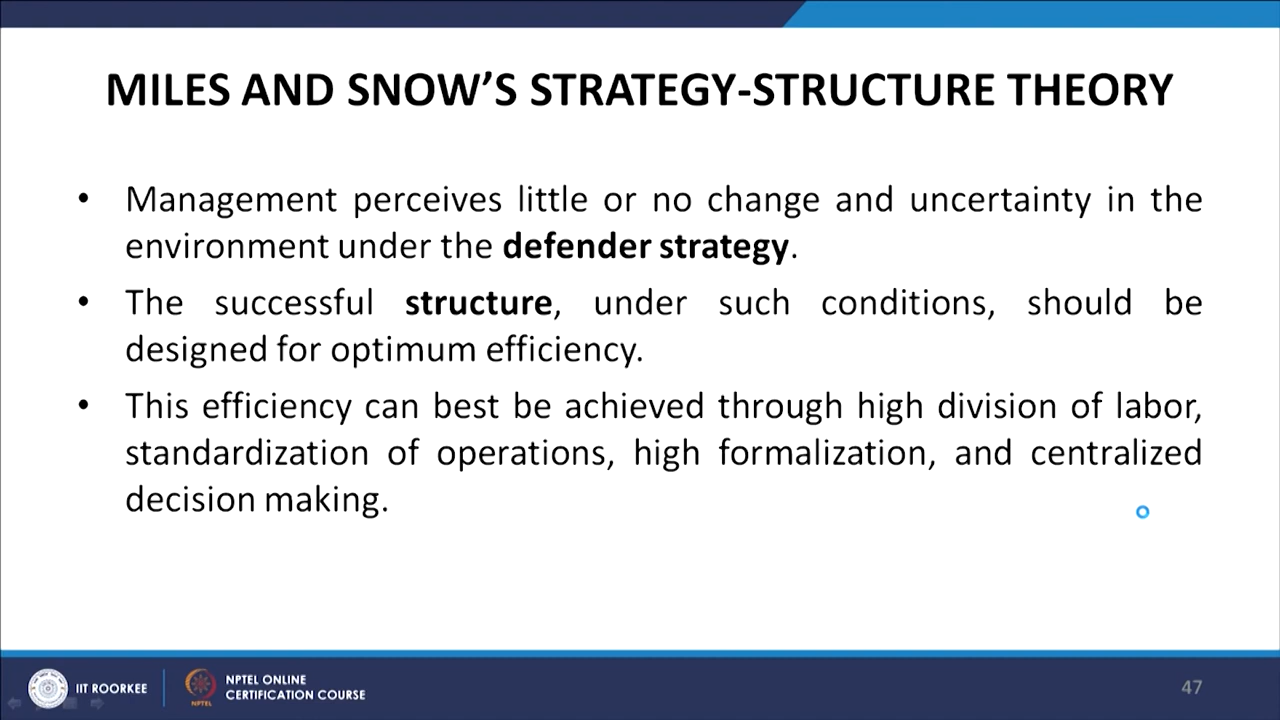 MILES AND SNOW’S STRATEGY-STRUCTURE THEORY
• Management perceives little or no change and uncertainty in the
environment under the defender strategy.
• The successful structure, under such conditions, should be
designed for optimum efficiency.
• This efficiency can best be achieved through high division of labor,
standardization of operations, high formalization, and centralized
decision making.
IIT ROORKEE
NPTEL
NPTEL ONLINE
CERTIFICATION COURSE
47